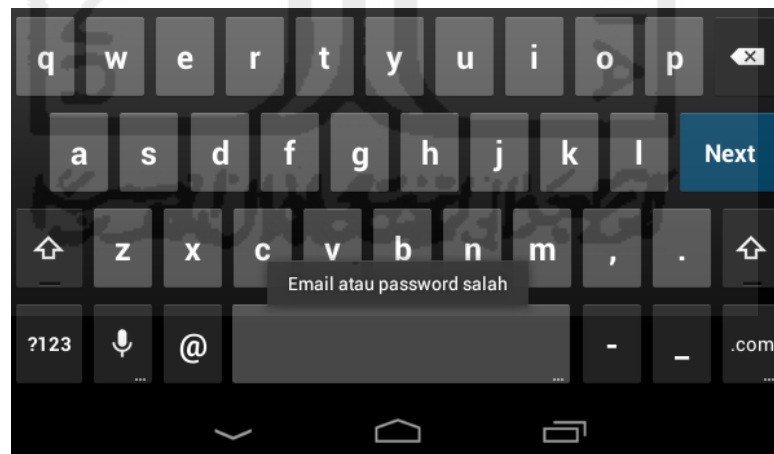 q w e r t y u i o p
a s d f g h j k l Next
z x c v b n m , .
Email atau password salah
?123 @ - _ .com